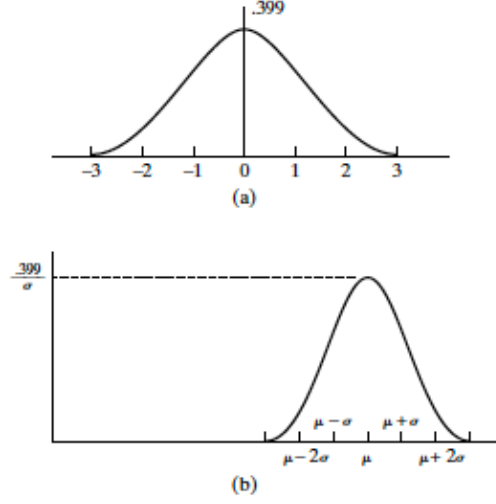 .399
−3 −2 −1 0 1 2 3
(a)
.399
σ
μ − σ μ + σ
μ − 2σ μ μ + 2σ
(b)